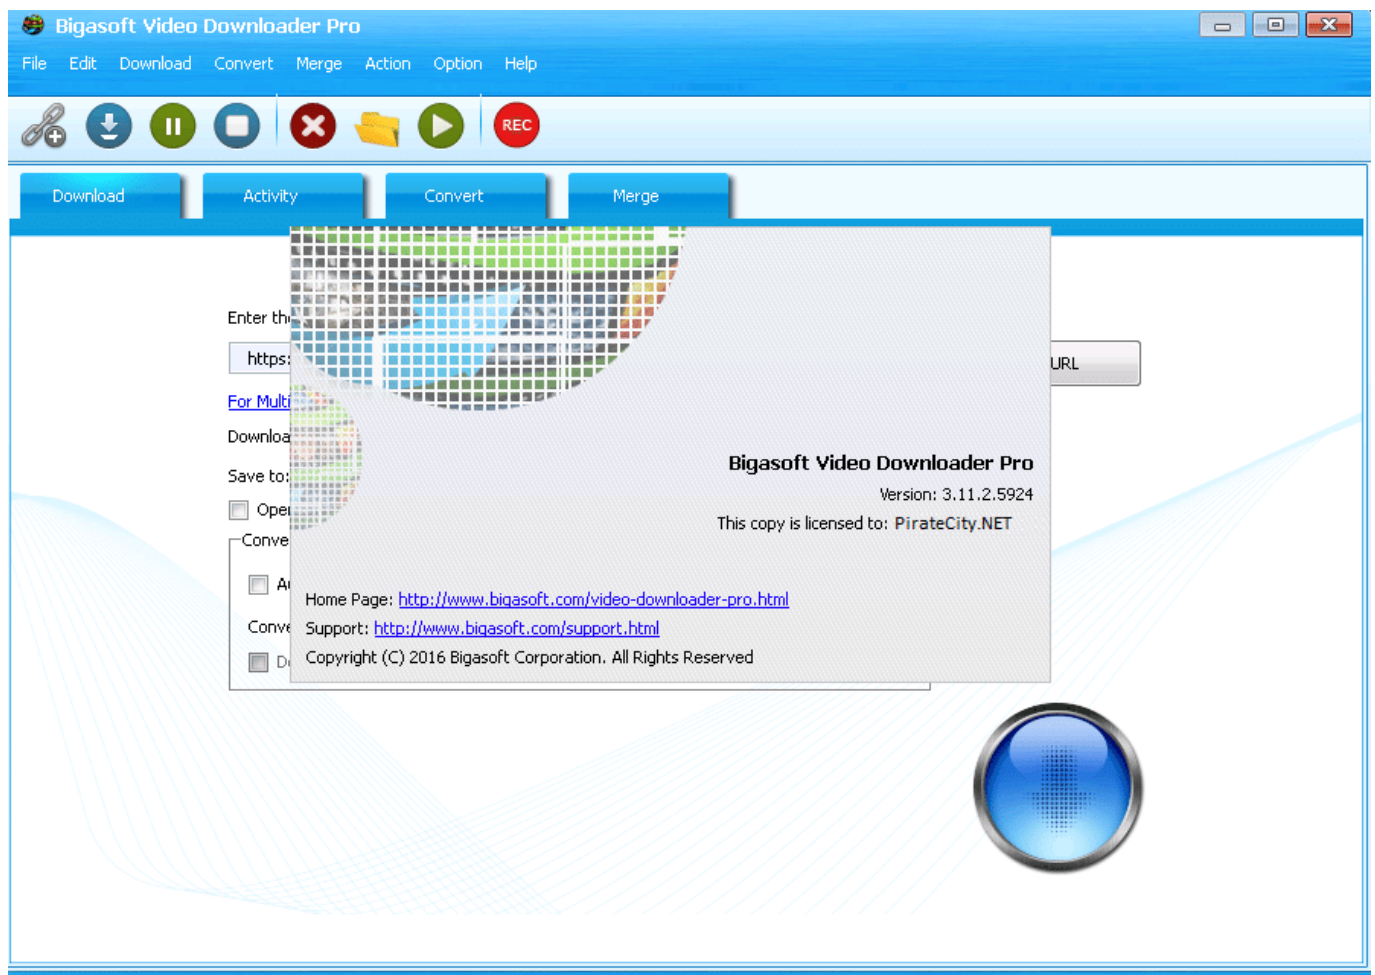 Bigasoft Video Downloader Pro
File Edit Download Convert Merge Action Option Help
REC
Download Activity Convert Merge
Enter the
https:
URL
For Multi
Downloa
Bigasoft Video Downloader Pro
Save to:
Version: 3.11.2.5924
Open
This copy is licensed to: PirateCity.NET
Conve
Au
Home Page: http://www.bigasoft.com/video-downloader-pro.html
Conve
Support: http://www.bigasoft.com/support.html
Copyright (C) 2016 Bigasoft Corporation. All Rights Reserved